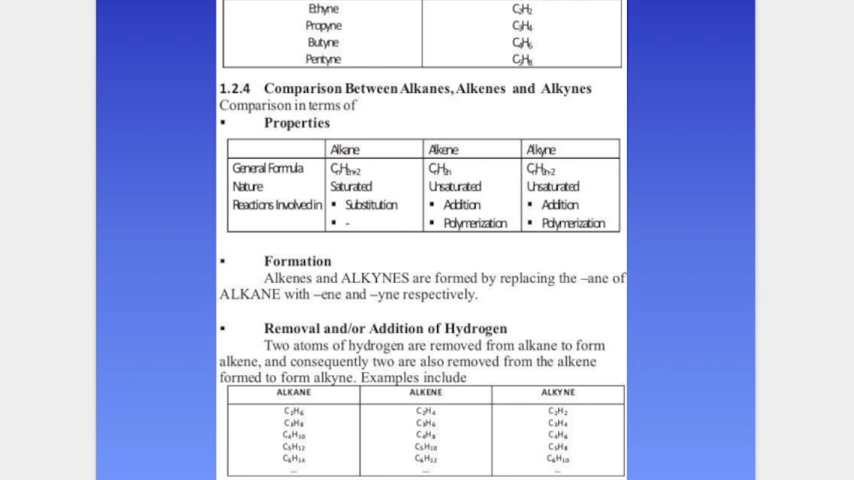 Ethyne C₂H₂
Propyne C₃H₄
Butyne C₄H₆
Pentyne C₅H₈
1.2.4 Comparison Between Alkanes, Alkenes and Alkynes
Comparison in terms of
▪ Properties
Alkane Alkene Alkyne
General Formula CₙH₂ₙ₊₂ CₙH₂ₙ CₙH₂ₙ₋₂
Nature Saturated Unsaturated Unsaturated
Reactions Involved in ▪ Substitution ▪ Addition ▪ Addition
▪ - ▪ Polymerization ▪ Polymerization
▪ Formation
Alkenes and ALKYNES are formed by replacing the –ane of
ALKANE with –ene and –yne respectively.
▪ Removal and/or Addition of Hydrogen
Two atoms of hydrogen are removed from alkane to form
alkene, and consequently two are also removed from the alkene
formed to form alkyne. Examples include
ALKANE ALKENE ALKYNE
C₂H₆ C₂H₄ C₂H₂
C₃H₈ C₃H₆ C₃H₄
C₄H₁₀ C₄H₈ C₄H₆
C₅H₁₂ C₅H₁₀ C₅H₈
C₆H₁₄ C₆H₁₂ C₆H₁₀
... ... ...